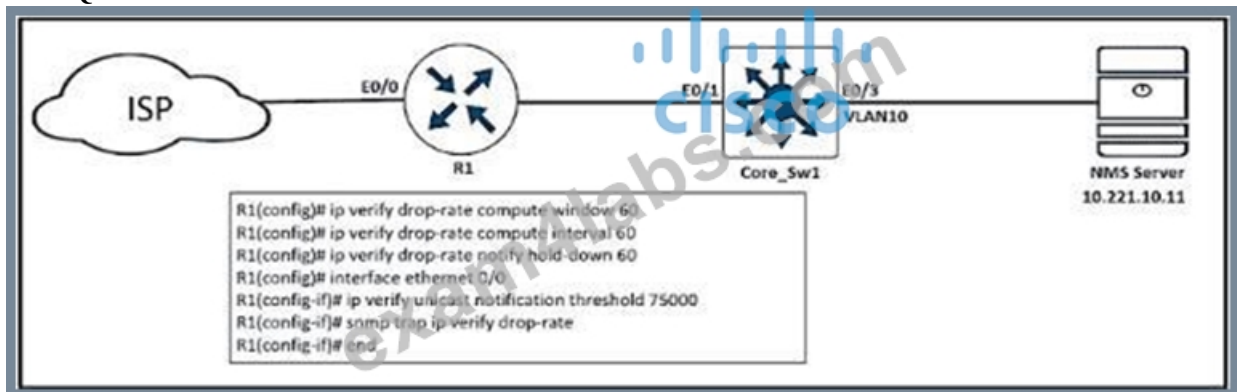 ISP
E0/0
R1
E0/1
cisco
Core_Sw1
E0/3
VLAN10
NMS Server
10.221.10.11
R1(config)# ip verify drop-rate compute window 60
R1(config)# ip verify drop-rate compute interval 60
R1(config)# ip verify drop-rate notify hold-down 60
R1(config)# interface ethernet 0/0
R1(config-if)# ip verify unicast notification threshold 75000
R1(config-if)# snmp trap ip verify drop-rate
R1(config-if)# end
exam4labs.com